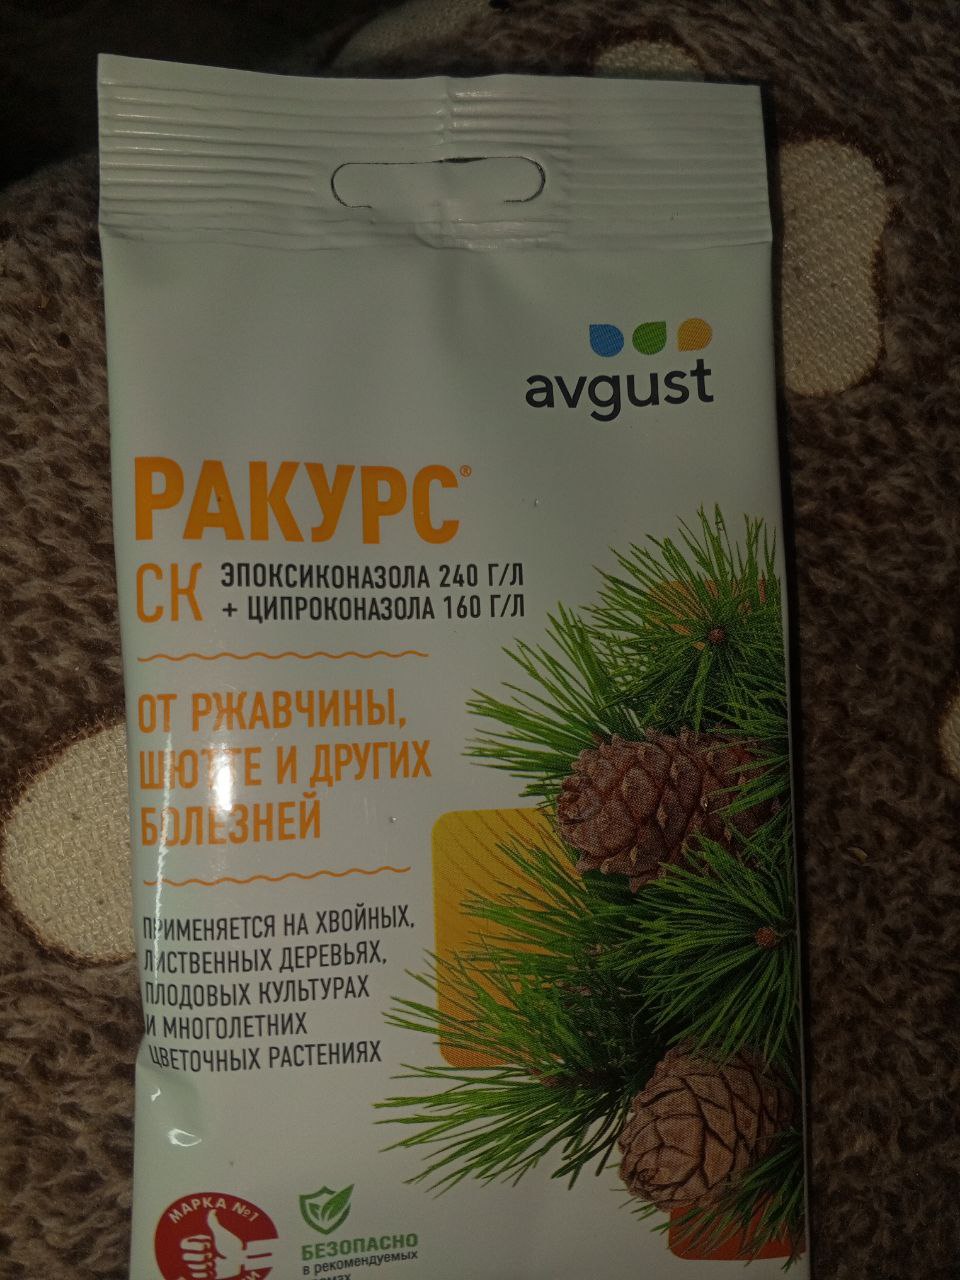 avgust
РАКУРС®
СК ЭПОКСИКОНАЗОЛА 240 Г/Л
+ ЦИПРОКОНАЗОЛА 160 Г/Л
ОТ РЖАВЧИНЫ,
ШЮТТЕ И ДРУГИХ
БОЛЕЗНЕЙ
ПРИМЕНЯЕТСЯ НА ХВОЙНЫХ,
ЛИСТВЕННЫХ ДЕРЕВЬЯХ,
ПЛОДОВЫХ КУЛЬТУРАХ
И МНОГОЛЕТНИХ
ЦВЕТОЧНЫХ РАСТЕНИЯХ
МАРКА №1
БЕЗОПАСНО
в рекомендуемых